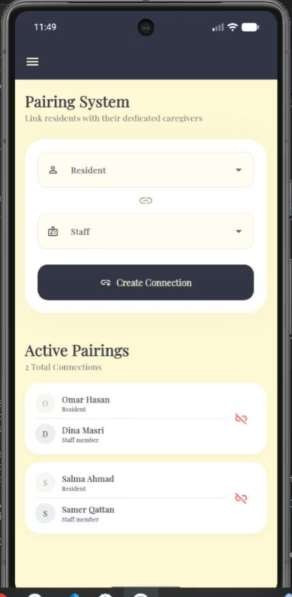 11:49
Pairing System
Link residents with their dedicated caregivers
Resident
Staff
Create Connection
Active Pairings
2 Total Connections
O
Omar Hasan
Resident
D
Dina Masri
Staff member
S
Salma Ahmad
Resident
S
Samer Qattan
Staff member